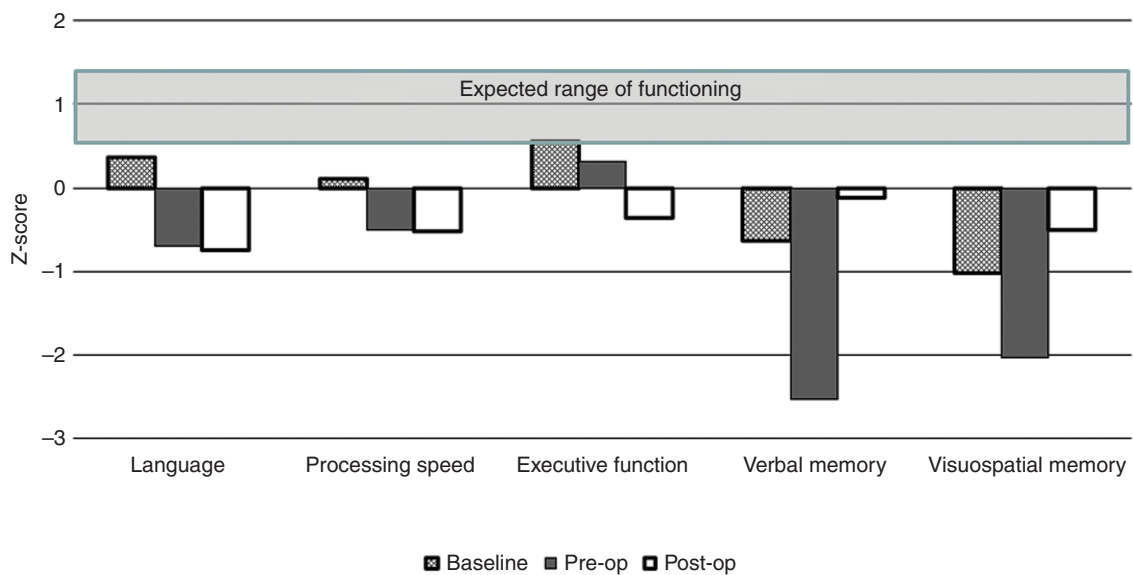 2
Expected range of functioning
1
0
–1
–2
–3
Z-score
Language Processing speed Executive function Verbal memory Visuospatial memory
Baseline Pre-op Post-op